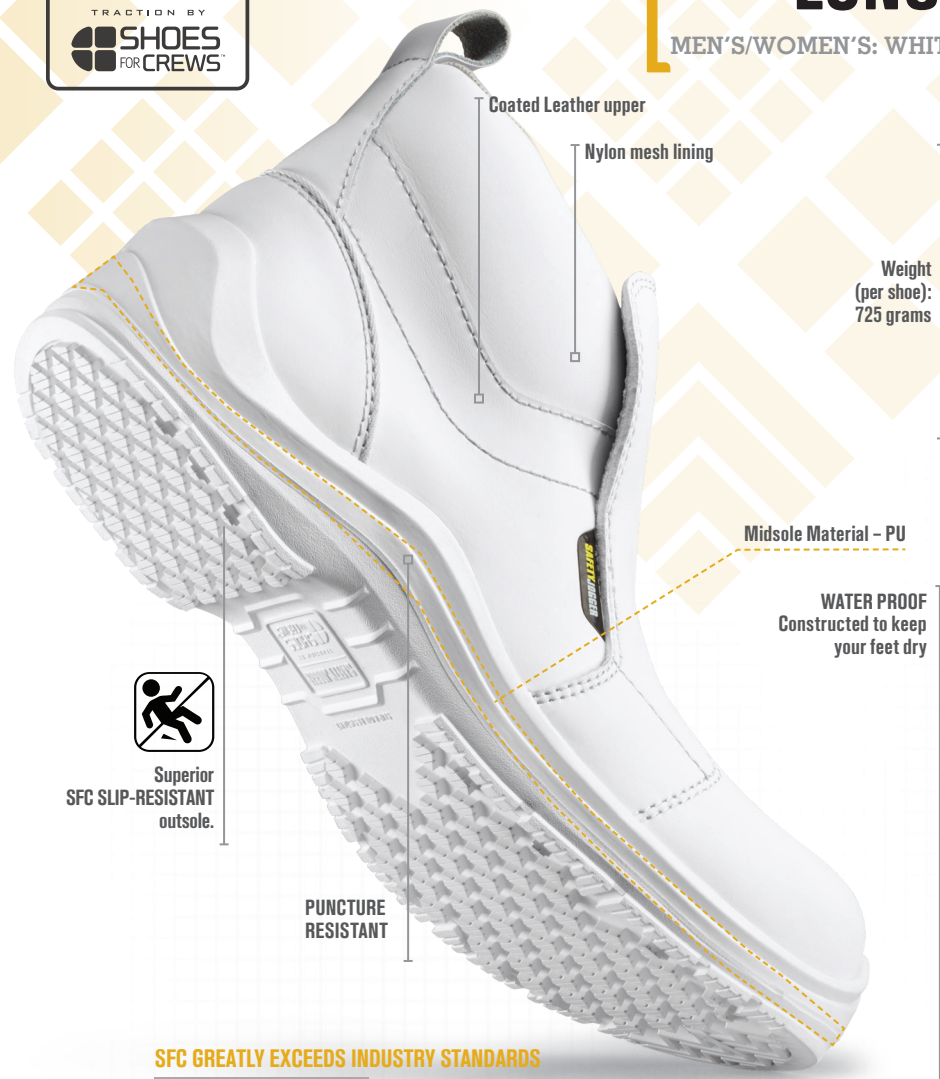 TRACTION BY
SHOES
FOR CREWS™
MEN'S/WOMEN'S: WHIT
Coated Leather upper
Nylon mesh lining
Weight
(per shoe):
725 grams
SAFETY JOGGER
Midsole Material – PU
WATER PROOF
Constructed to keep
your feet dry
Superior
SFC SLIP-RESISTANT
outsole.
PUNCTURE
RESISTANT
SFC GREATLY EXCEEDS INDUSTRY STANDARDS